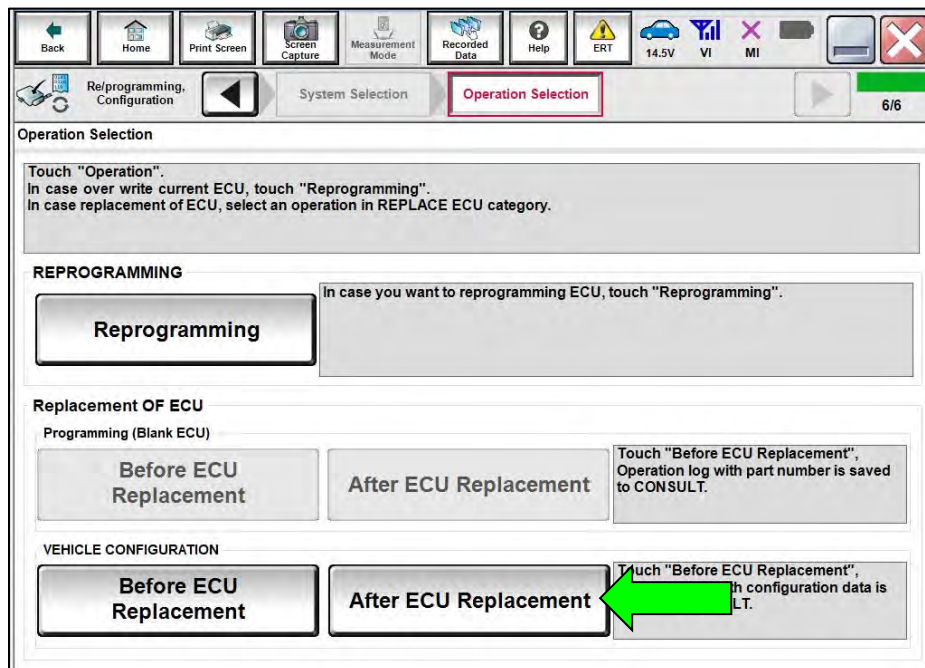 Back
Home
Print Screen
Screen
Capture
Measurement
Mode
Recorded
Data
Help
ERT
14.5V
VI
MI
Re/programming,
Configuration
System Selection
Operation Selection
6/6
Operation Selection
Touch "Operation".
In case over write current ECU, touch "Reprogramming".
In case replacement of ECU, select an operation in REPLACE ECU category.
REPROGRAMMING
Reprogramming
In case you want to reprogramming ECU, touch "Reprogramming".
Replacement OF ECU
Programming (Blank ECU)
Before ECU
Replacement
After ECU Replacement
Touch "Before ECU Replacement",
Operation log with part number is saved
to CONSULT.
VEHICLE CONFIGURATION
Before ECU
Replacement
After ECU Replacement
Touch "Before ECU Replacement",
configuration data is